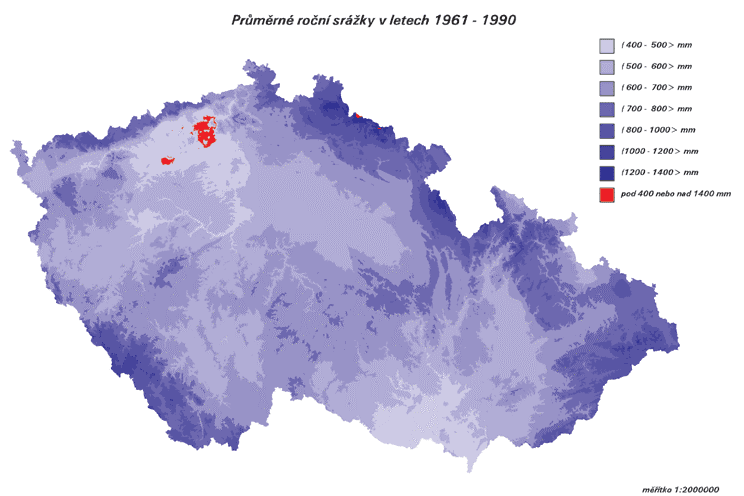 Průměrné roční srážky v letech 1961 - 1990
( 400 - 500 > mm
( 500 - 600 > mm
( 600 - 700 > mm
( 700 - 800 > mm
( 800 - 1000 > mm
(1000 - 1200 > mm
(1200 - 1400 > mm
pod 400 nebo nad 1400 mm
měřítko 1:2000000